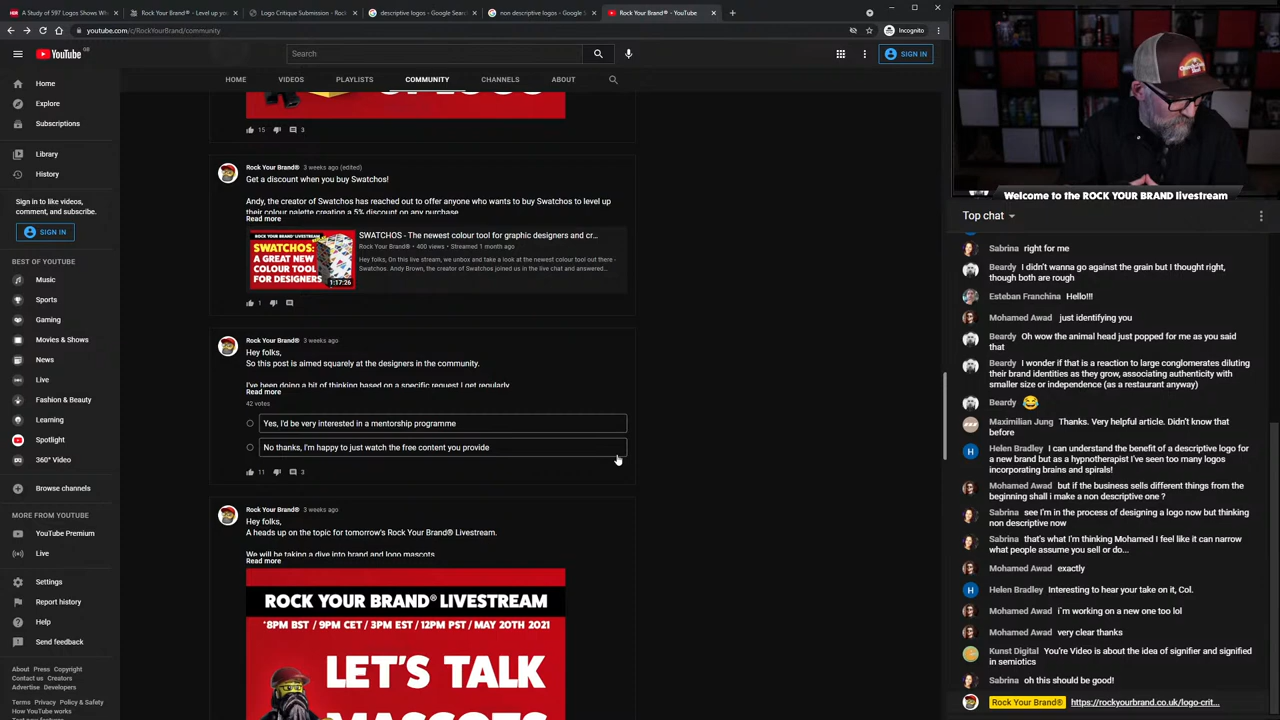 A Study of 597 Logos Shows Wh
Rock Your Brand® - Level up yo
Logo Critique Submission - Roc
descriptive logos - Google Sear
non descriptive logos - Google S
Rock Your Brand® - YouTube
youtube.com/c/RockYourBrand/community
Incognito
YouTube GB
Search
SIGN IN
HOME VIDEOS PLAYLISTS COMMUNITY CHANNELS ABOUT
Home
Explore
Subscriptions
Library
History
Sign in to like videos,
comment, and subscribe.
SIGN IN
BEST OF YOUTUBE
Music
Sports
Gaming
Movies & Shows
News
Live
Fashion & Beauty
Learning
Spotlight
360° Video
Browse channels
MORE FROM YOUTUBE
YouTube Premium
Live
Settings
Report history
Help
Send feedback
About Press Copyright
Contact us Creators
Advertise Developers
Terms Privacy Policy & Safety
How YouTube works
15 3
Rock Your Brand® 3 weeks ago (edited)
Get a discount when you buy Swatchos!
Andy, the creator of Swatchos has reached out to offer anyone who wants to buy Swatchos to level up
their colour palette creation a 5% discount on any purchase
Read more
ROCK YOUR BRAND® LIVESTREAM
SWATCHOS:
A GREAT NEW
COLOUR TOOL
FOR DESIGNERS
1:17:26
SWATCHOS - The newest colour tool for graphic designers and cr...
Rock Your Brand® • 400 views • Streamed 1 month ago
Hey folks, On this live stream, we unbox and take a look at the newest colour tool out there -
Swatchos. Andy Brown, the creator of Swatchos joined us in the live chat and answered...
1
Rock Your Brand® 3 weeks ago
Hey folks,
So this post is aimed squarely at the designers in the community.
I've been doing a bit of thinking based on a specific request I get regularly
Read more
42 votes
Yes, I'd be very interested in a mentorship programme
No thanks, I'm happy to just watch the free content you provide
11 3
Rock Your Brand® 3 weeks ago
Hey folks,
A heads up on the topic for tomorrow's Rock Your Brand® Livestream.
We will be taking a dive into brand and logo mascots
Read more
ROCK YOUR BRAND® LIVESTREAM
*8PM BST / 9PM CET / 3PM EST / 12PM PST / MAY 20TH 2021
LET'S TALK
MASCOTS
Welcome to the ROCK YOUR BRAND livestream
Top chat
Sabrina right for me
Beardy I didn't wanna go against the grain but I thought right,
though both are rough
Esteban Franchina Hello!!!
Mohamed Awad just identifying you
Beardy Oh wow the animal head just popped for me as you said
that
Beardy I wonder if that is a reaction to large conglomerates diluting
their brand identities as they grow, associating authenticity with
smaller size or independence (as a restaurant anyway)
Beardy 😂
Maximilian Jung Thanks. Very helpful article. Didn't know that
before
Helen Bradley I can understand the benefit of a descriptive logo for
a new brand but as a hypnotherapist I've seen too many logos
incorporating brains and spirals!
Mohamed Awad but if the business sells different things from the
beginning shall i make a non descriptive one ?
Sabrina see I'm in the process of designing a logo now but thinking
non descriptive now
Sabrina that's what I'm thinking Mohamed I feel like it can narrow
what people assume you sell or do...
Mohamed Awad exactly
Helen Bradley Interesting to hear your take on it, Col.
Mohamed Awad i`m working on a new one too lol
Mohamed Awad very clear thanks
Kunst Digital You're Video is about the idea of signifier and signified
in semiotics
Sabrina oh this should be good!
Rock Your Brand® https://rockyourbrand.co.uk/logo-crit...